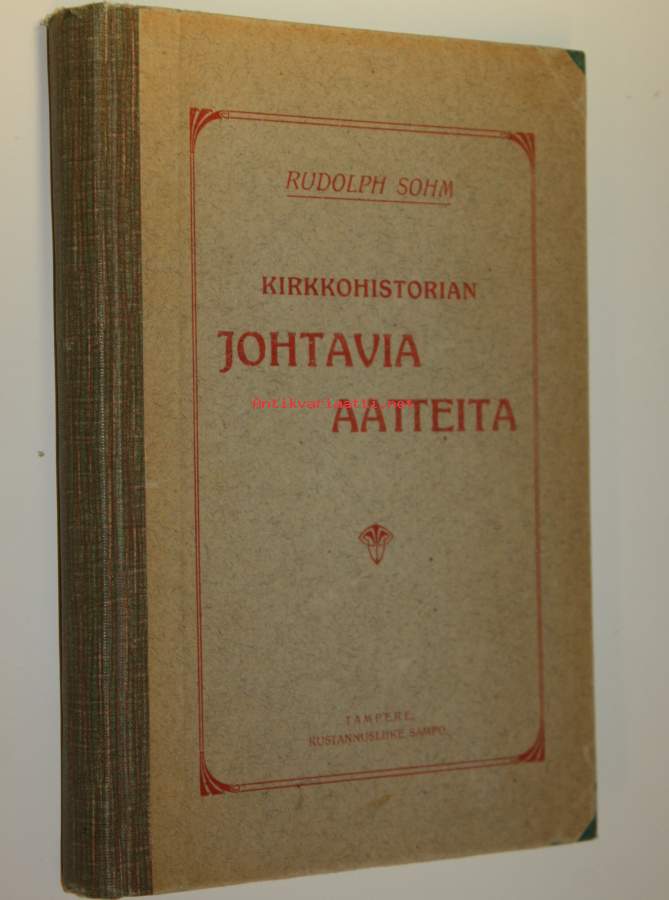 RUDOLPH SOHM
KIRKKOHISTORIAN
JOHTAVIA
Antikvariaatti.net
AATTEITA
TAMPERE,
KUSTANNUSLIIKE SAMPO.